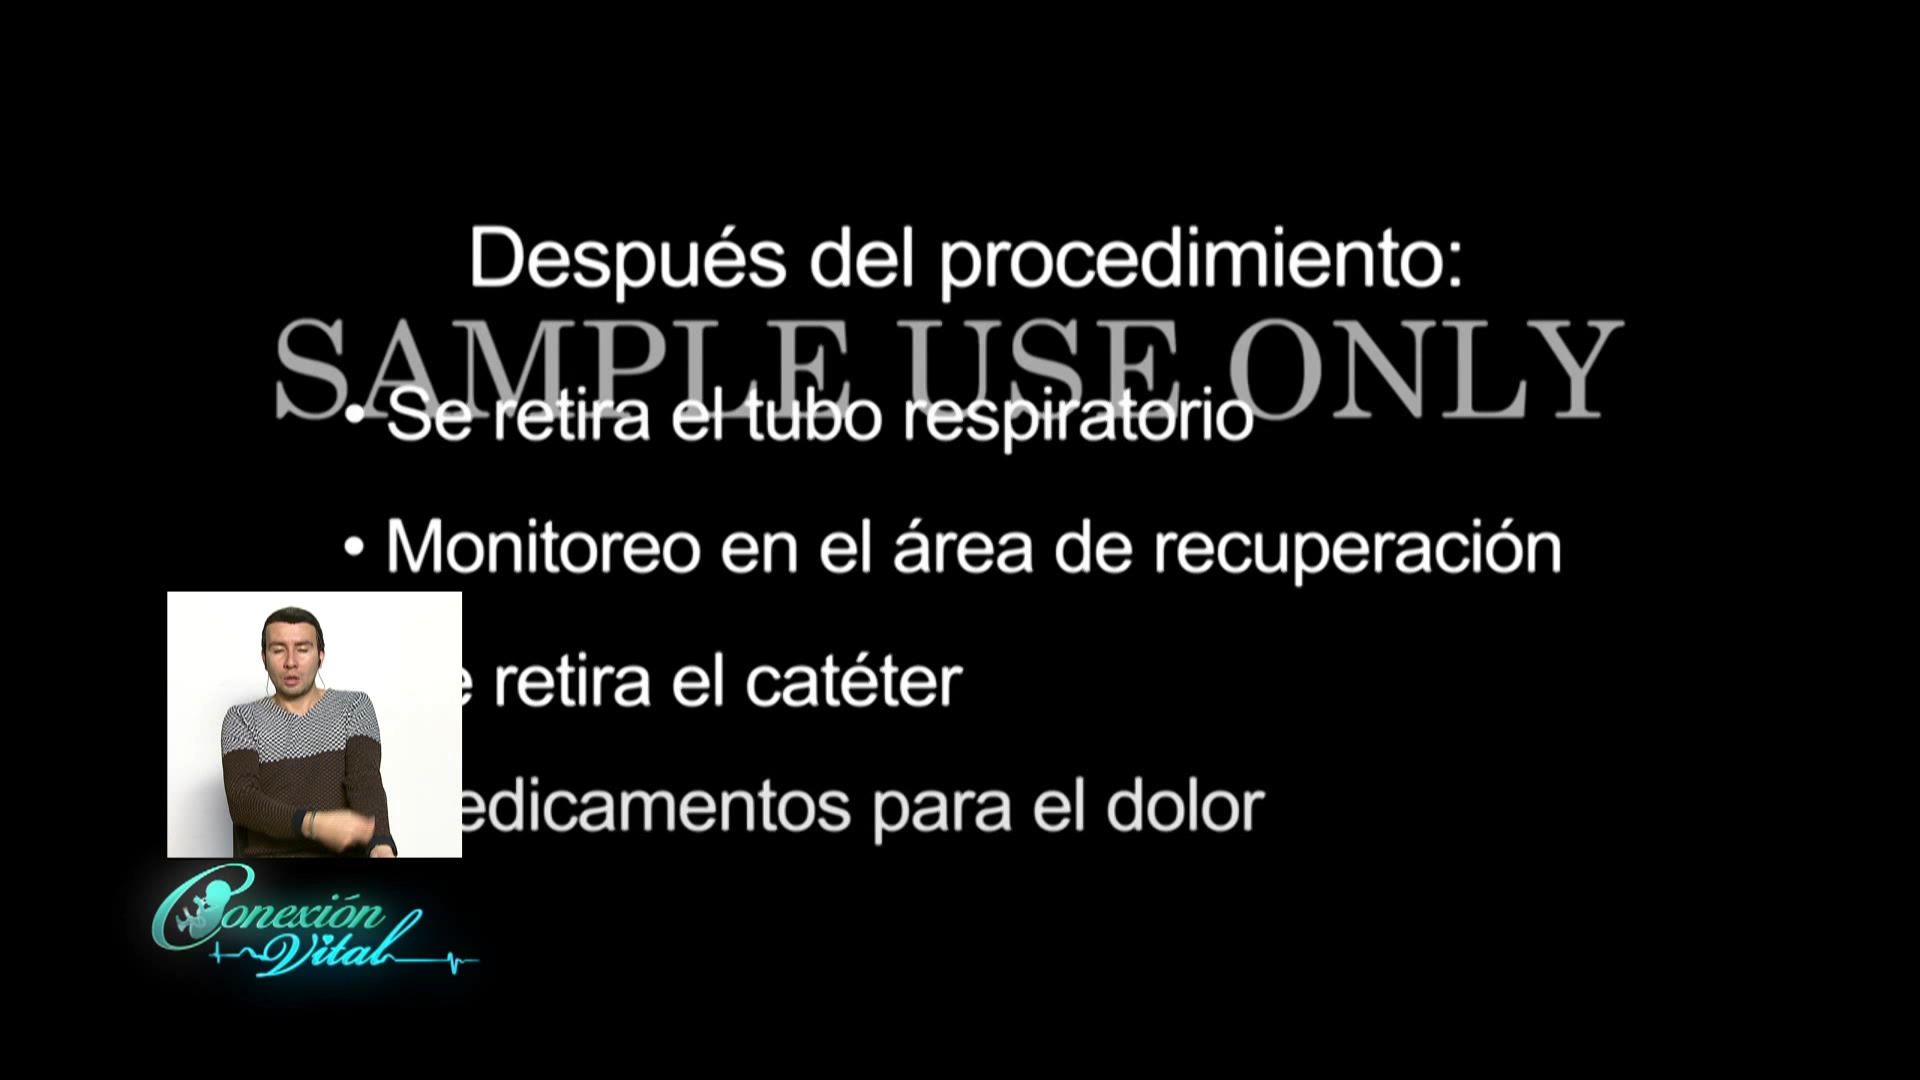 Después del procedimiento:
SAMPLE USE ONLY
• Se retira el tubo respiratorio
• Monitoreo en el área de recuperación
retira el catéter
para el dolor
Conexión
Vital